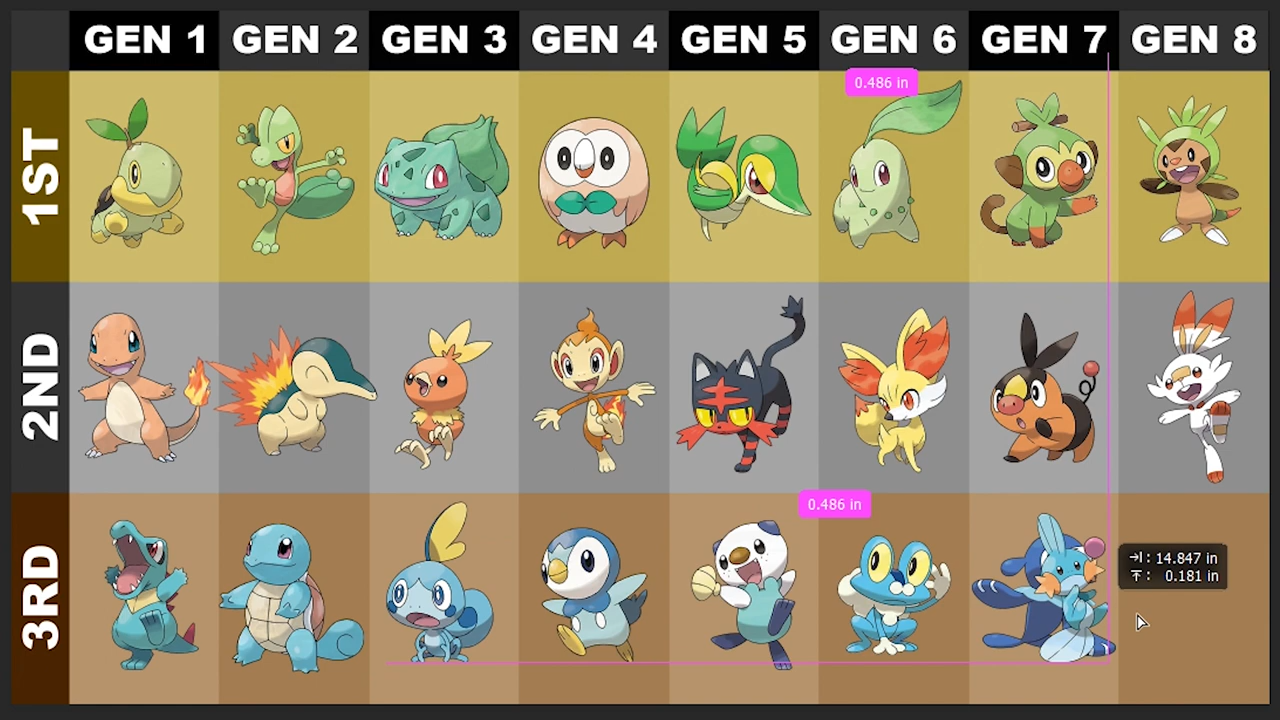 GEN 1 GEN 2 GEN 3 GEN 4 GEN 5 GEN 6 GEN 7 GEN 8
0.486 in
1ST
2ND
0.486 in
3RD
: 14.847 in
: 0.181 in